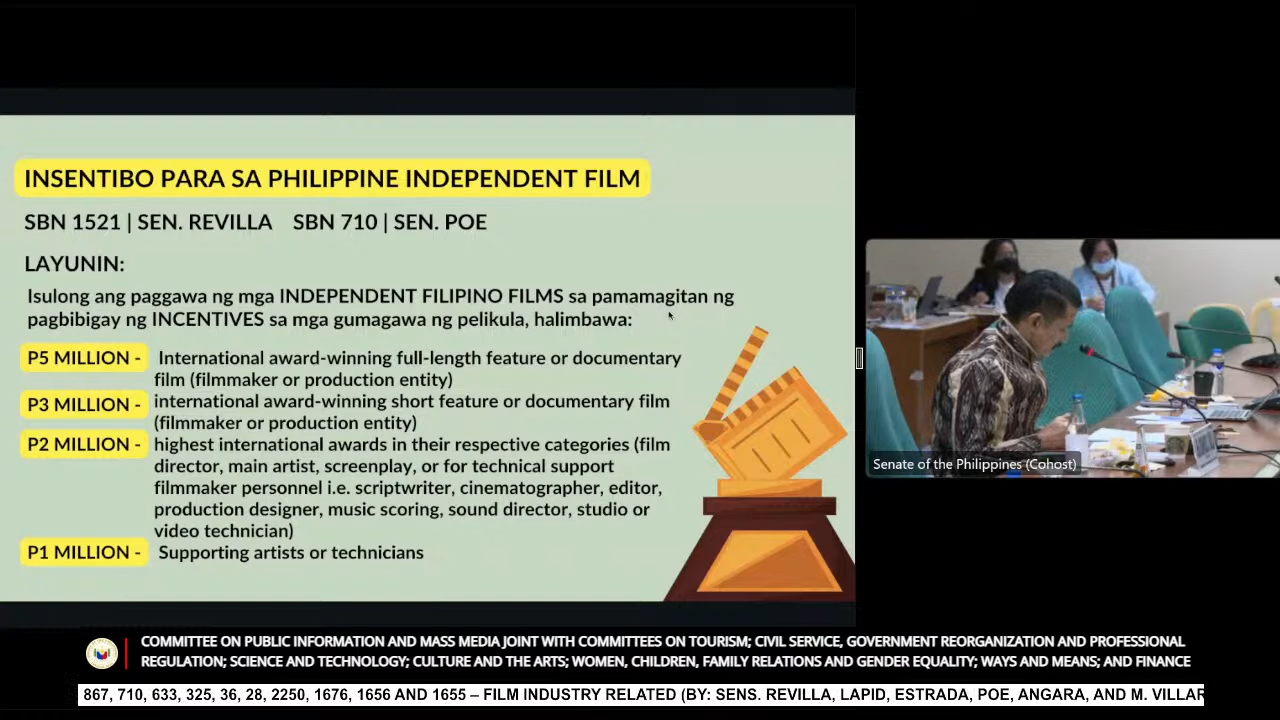 INSENTIBO PARA SA PHILIPPINE INDEPENDENT FILM
SBN 1521 | SEN. REVILLA SBN 710 | SEN. POE
LAYUNIN:
Isulong ang paggawa ng mga INDEPENDENT FILIPINO FILMS sa pamamagitan ng
pagbibigay ng INCENTIVES sa mga gumagawa ng pelikula, halimbawa:
P5 MILLION - International award-winning full-length feature or documentary
film (filmmaker or production entity)
P3 MILLION - international award-winning short feature or documentary film
(filmmaker or production entity)
P2 MILLION - highest international awards in their respective categories (film
director, main artist, screenplay, or for technical support
filmmaker personnel i.e. scriptwriter, cinematographer, editor,
production designer, music scoring, sound director, studio or
video technician)
P1 MILLION - Supporting artists or technicians
Senate of the Philippines (Cohost)
COMMITTEE ON PUBLIC INFORMATION AND MASS MEDIA JOINT WITH COMMITTEES ON TOURISM; CIVIL SERVICE, GOVERNMENT REORGANIZATION AND PROFESSIONAL
REGULATION; SCIENCE AND TECHNOLOGY; CULTURE AND THE ARTS; WOMEN, CHILDREN, FAMILY RELATIONS AND GENDER EQUALITY; WAYS AND MEANS; AND FINANCE
867, 710, 633, 325, 36, 28, 2250, 1676, 1656 AND 1655 – FILM INDUSTRY RELATED (BY: SENS. REVILLA, LAPID, ESTRADA, POE, ANGARA, AND M. VILLAR